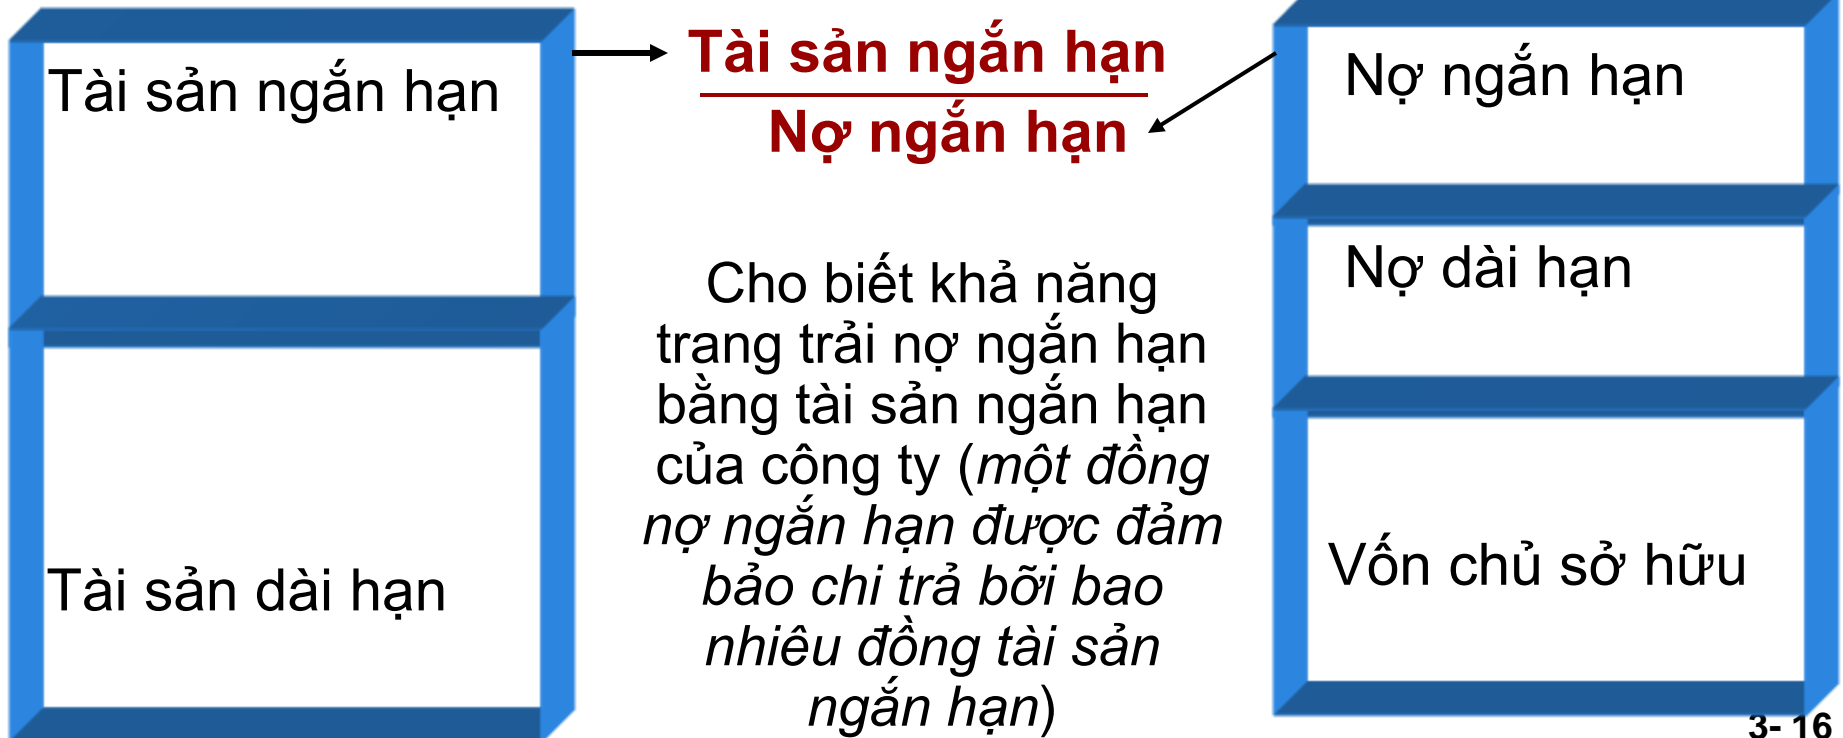 Tài sản ngắn hạn
Tài sản dài hạn
Tài sản ngắn hạn
Nợ ngắn hạn
Cho biết khả năng
trang trải nợ ngắn hạn
bằng tài sản ngắn hạn
của công ty (một đồng
nợ ngắn hạn được đảm
bảo chi trả bỡi bao
nhiêu đồng tài sản
ngắn hạn)
Nợ ngắn hạn
Nợ dài hạn
Vốn chủ sở hữu
3- 16